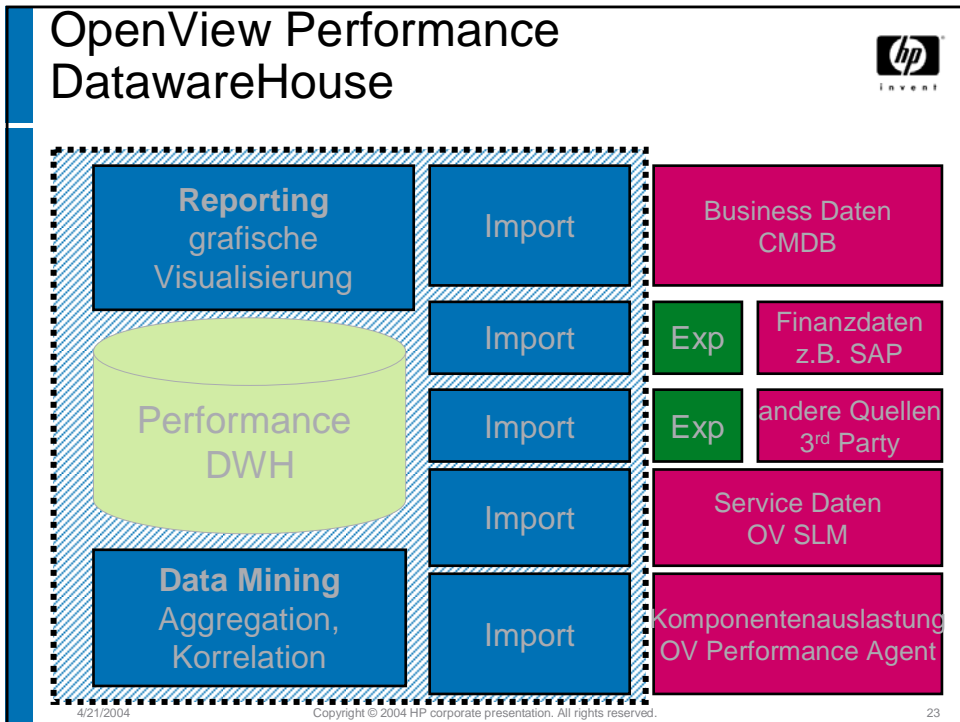 OpenView Performance
DatawareHouse
hp
invent
Reporting
grafische
Visualisierung
Import
Business Daten
CMDB
Import
Exp
Finanzdaten
z.B. SAP
Performance
DWH
Import
Exp
andere Quellen
3rd Party
Import
Service Daten
OV SLM
Data Mining
Aggregation,
Korrelation
Import
Komponentenauslastung
OV Performance Agent
4/21/2004
Copyright © 2004 HP corporate presentation. All rights reserved.
23